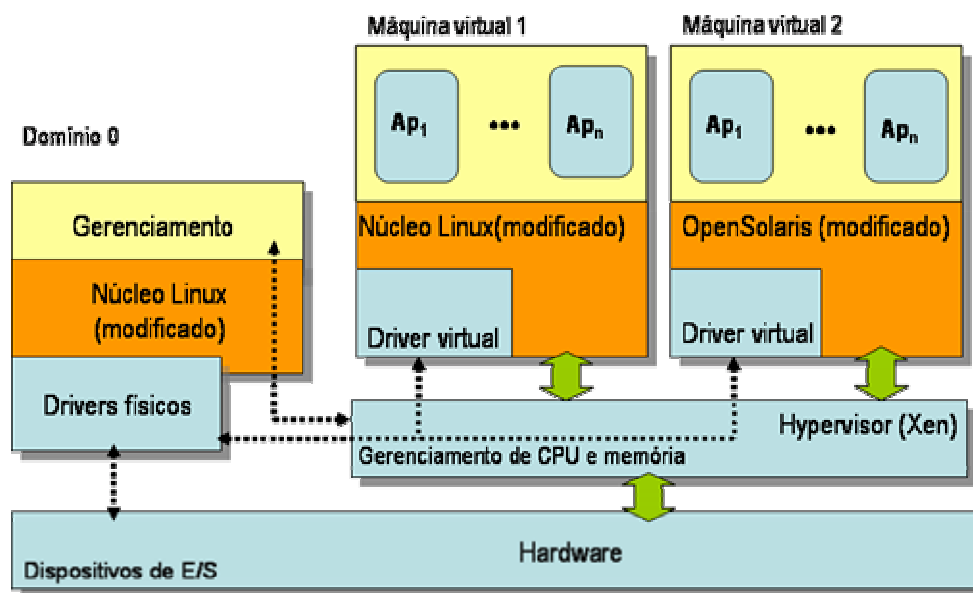 Máquina virtual 1
Máquina virtual 2
Ap1 ••• Apn
Ap1 ••• Apn
Domínio 0
Gerenciamento
Núcleo Linux(modificado)
OpenSolaris (modificado)
Núcleo Linux
(modificado)
Driver virtual
Driver virtual
Drivers físicos
Hypervisor (Xen)
Gerenciamento de CPU e memória
Hardware
Dispositivos de E/S